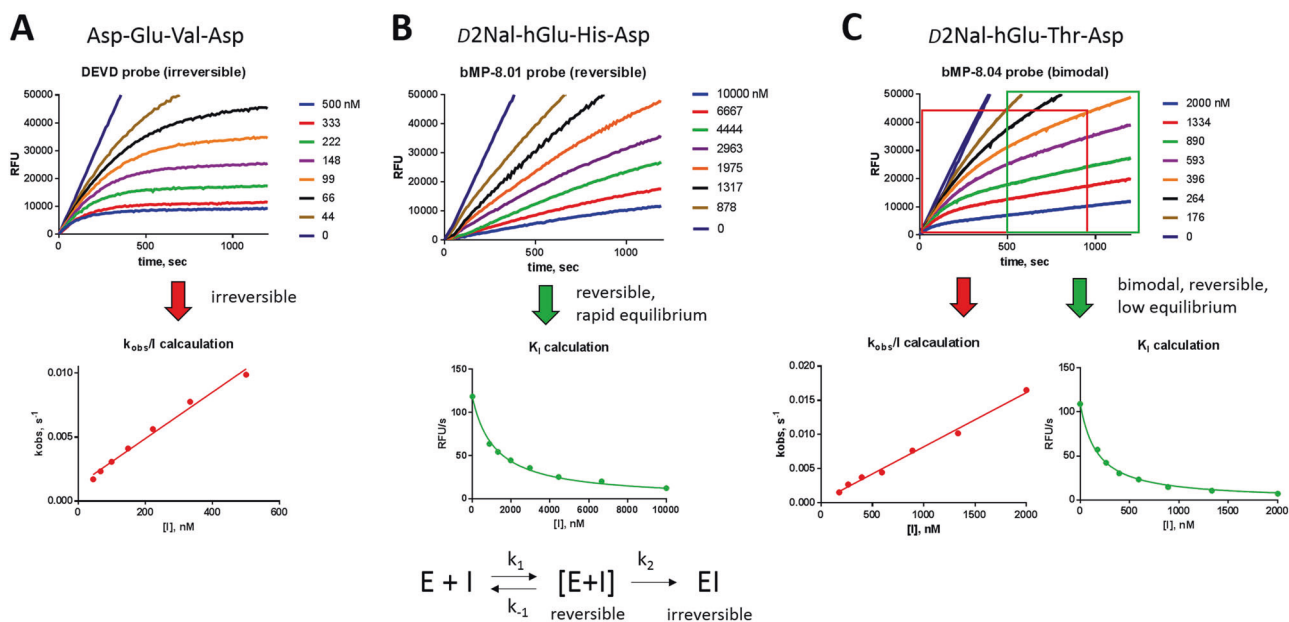 A
Asp-Glu-Val-Asp
DEVD probe (irreversible)
RFU
50000
40000
30000
20000
10000
0
0
500
1000
time, sec
500 nM
333
222
148
99
66
44
0
irreversible
kobs/I calcaulation
kobs, s-1
0.010
0.005
0.000
0
200
400
600
[I], nM
B
D2Nal-hGlu-His-Asp
bMP-8.01 probe (reversible)
RFU
50000
40000
30000
20000
10000
0
0
500
1000
time, sec
10000 nM
6667
4444
2963
1975
1317
878
0
reversible,
rapid equilibrium
KI calculation
RFU/s
150
100
50
0
0
2000
4000
6000
8000
10000
[I], nM
C
D2Nal-hGlu-Thr-Asp
bMP-8.04 probe (bimodal)
RFU
50000
40000
30000
20000
10000
0
0
500
1000
time, sec
2000 nM
1334
890
593
396
264
176
0
bimodal, reversible,
low equilibrium
kobs/I calcaulation
kobs, s-1
0.020
0.015
0.010
0.005
0.000
0
500
1000
1500
2000
[I], nM
KI calculation
RFU/s
150
100
50
0
0
400
800
1200
1600
2000
[I], nM
E + I
k1
k-1
[E+I]
k2
EI
reversible
irreversible